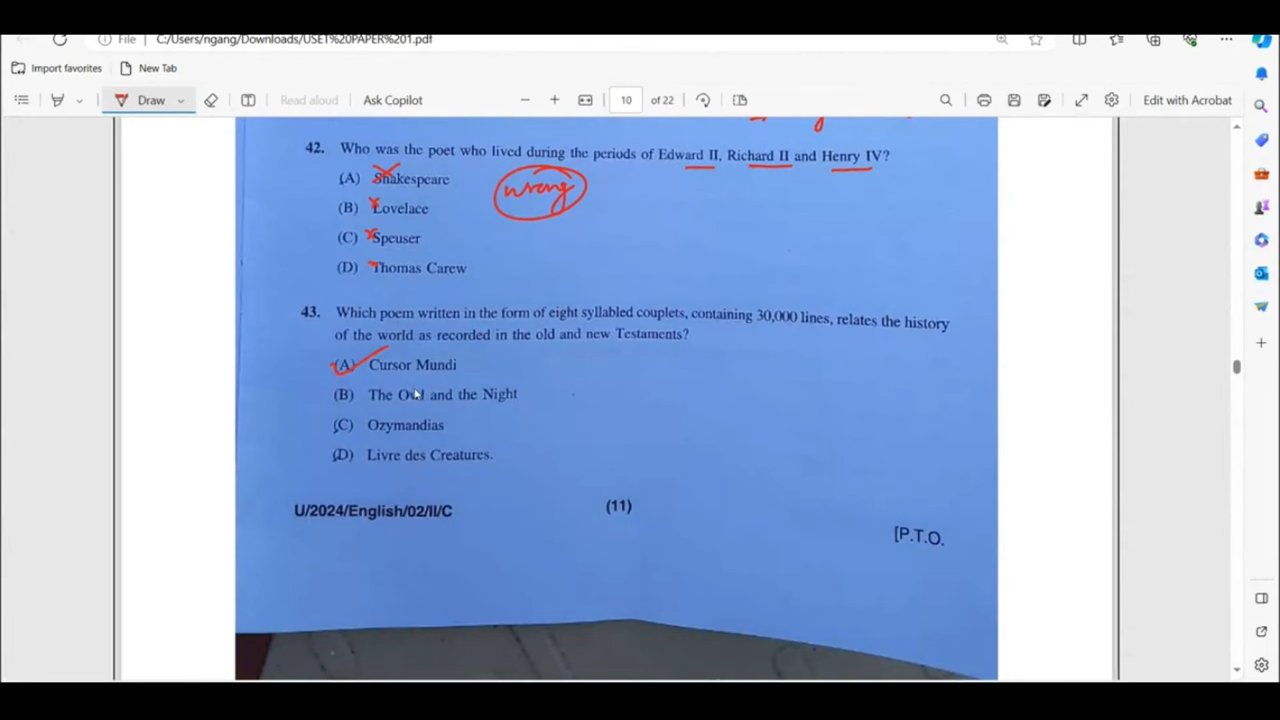 File C:/Users/ngang/Downloads/USET%20PAPER%201.pdf
Import favorites New Tab
Draw Read aloud Ask Copilot 10 of 22 Edit with Acrobat
42. Who was the poet who lived during the periods of Edward II, Richard II and Henry IV?
(A) Shakespeare
wrong
(B) Lovelace
(C) Speuser
(D) Thomas Carew
43. Which poem written in the form of eight syllabled couplets, containing 30,000 lines, relates the history
of the world as recorded in the old and new Testaments?
(A) Cursor Mundi
(B) The Owl and the Night
(C) Ozymandias
(D) Livre des Creatures.
U/2024/English/02/II/C (11)
[P.T.O.